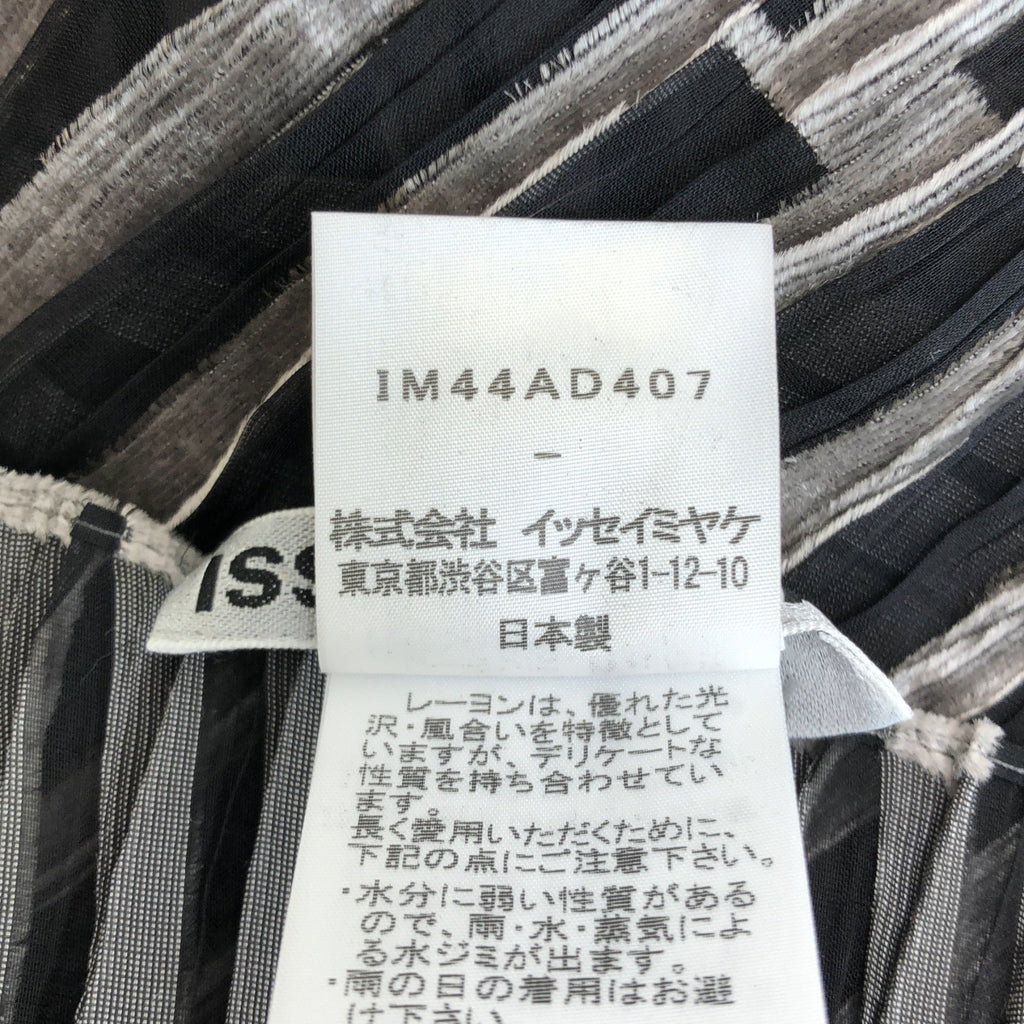 IM44AD407
-
株式会社 イッセイミヤケ
東京都渋谷区富ヶ谷1-12-10
日本製
ISS
レーヨンは、優れた光
沢・風合いを特徴として
いますが、デリケートな
性質を持ち合わせてい
ます。
長く愛用いただくために、
下記の点にご注意下さい。
・水分に弱い性質がある
ので、雨・水・蒸気によ
る水ジミが出ます。
・雨の日の着用はお避
け下さい。